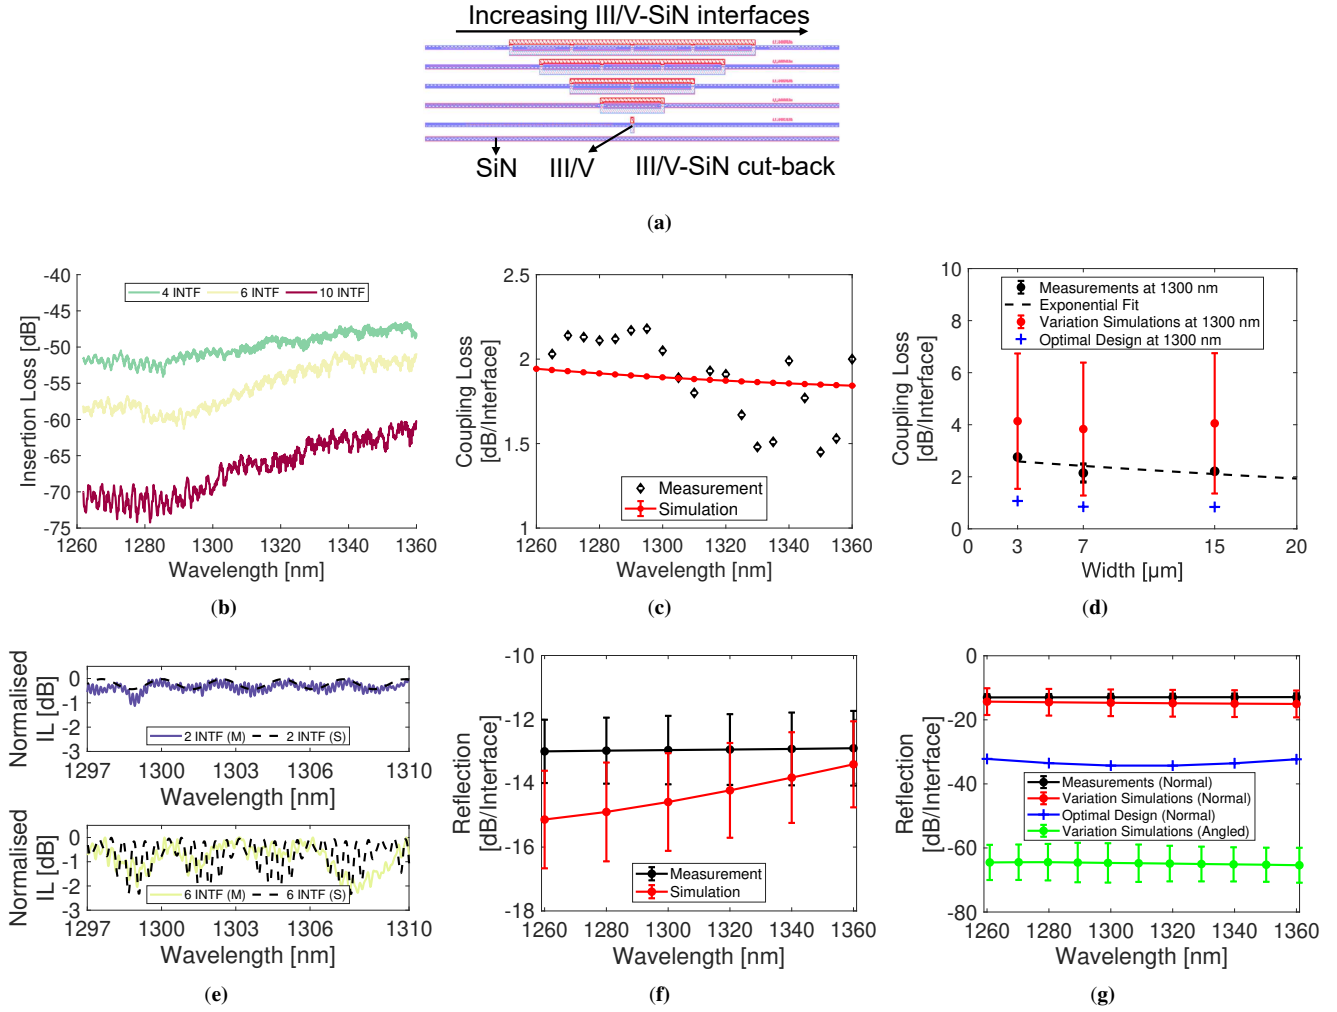 Increasing III/V-SiN interfaces
SiN
III/V
III/V-SiN cut-back
(a)
Insertion Loss [dB]
-40
-45
-50
-55
-60
-65
-70
-75
4 INTF
6 INTF
10 INTF
1260
1280
1300
1320
1340
1360
Wavelength [nm]
(b)
Coupling Loss
[dB/Interface]
2.5
2
1.5
1
Measurement
Simulation
1260
1280
1300
1320
1340
1360
Wavelength [nm]
(c)
Coupling Loss
[dB/Interface]
10
8
6
4
2
0
Measurements at 1300 nm
Exponential Fit
Variation Simulations at 1300 nm
Optimal Design at 1300 nm
0
3
7
15
20
Width [µm]
(d)
Normalised
IL [dB]
0
-1
-2
-3
2 INTF (M)
2 INTF (S)
1297
1300
1303
1306
1310
Normalised
IL [dB]
0
-1
-2
-3
6 INTF (M)
6 INTF (S)
1297
1300
1303
1306
1310
Wavelength [nm]
(e)
Reflection
[dB/Interface]
-10
-12
-14
-16
-18
Measurement
Simulation
1260
1280
1300
1320
1340
1360
Wavelength [nm]
(f)
Reflection
[dB/Interface]
0
-20
-40
-60
-80
Measurements (Normal)
Variation Simulations (Normal)
Optimal Design (Normal)
Variation Simulations (Angled)
1260
1280
1300
1320
1340
1360
Wavelength [nm]
(g)